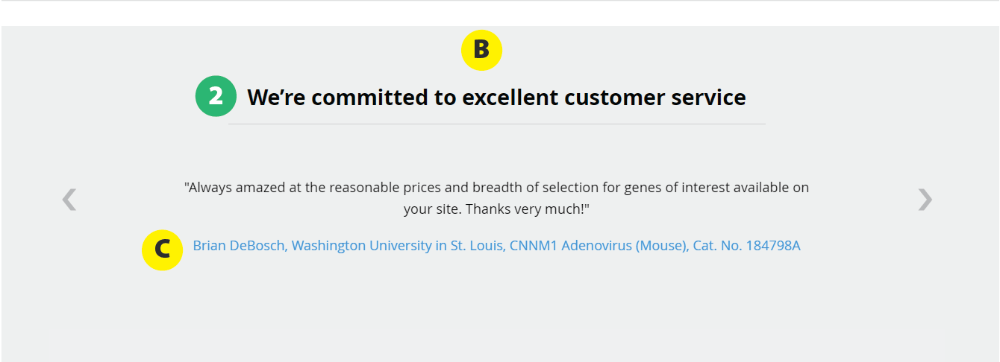 B
2 We're committed to excellent customer service
"Always amazed at the reasonable prices and breadth of selection for genes of interest available on
your site. Thanks very much!"
C Brian DeBosch, Washington University in St. Louis, CNNM1 Adenovirus (Mouse), Cat. No. 184798A